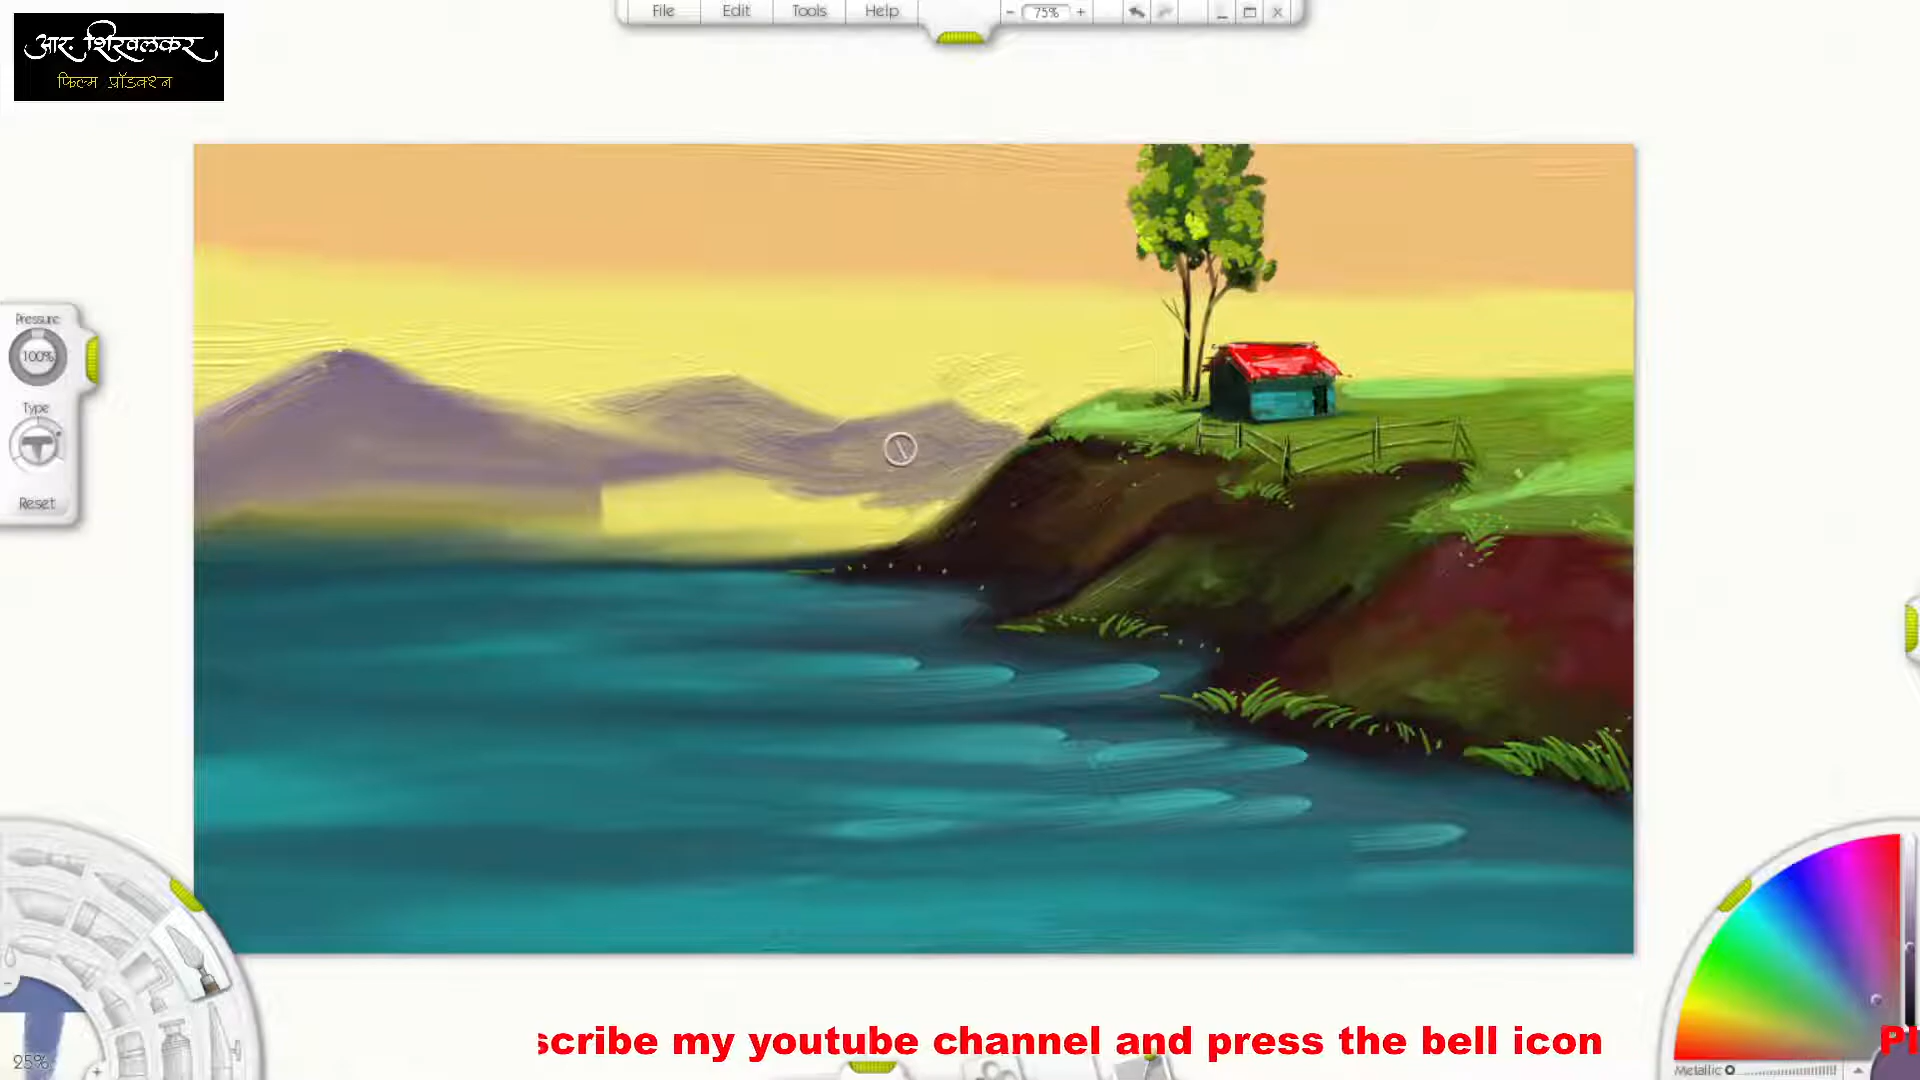 File Edit Tools Help - 75% +
आर. शिरवलकर
फिल्म प्रॉडक्शन
Pressure
100%
Type
Reset
scribe my youtube channel and press the bell icon
25%
Metallic